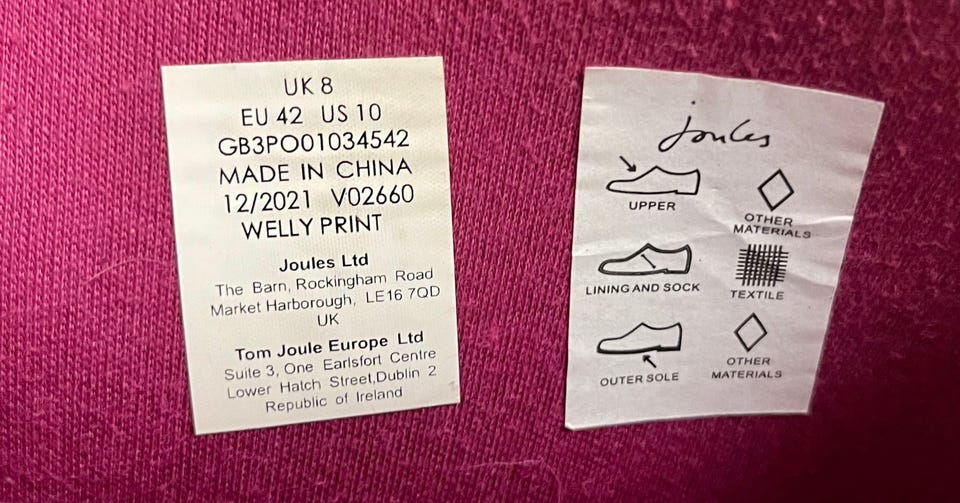 UK 8
EU 42 US 10
GB3PO01034542
MADE IN CHINA
12/2021 V02660
WELLY PRINT
Joules Ltd
The Barn, Rockingham Road
Market Harborough, LE16 7QD
UK
Tom Joule Europe Ltd
Suite 3, One Earlsfort Centre
Lower Hatch Street,Dublin 2
Republic of Ireland
Joules
UPPER
OTHER
MATERIALS
LINING AND SOCK
TEXTILE
OUTER SOLE
OTHER
MATERIALS